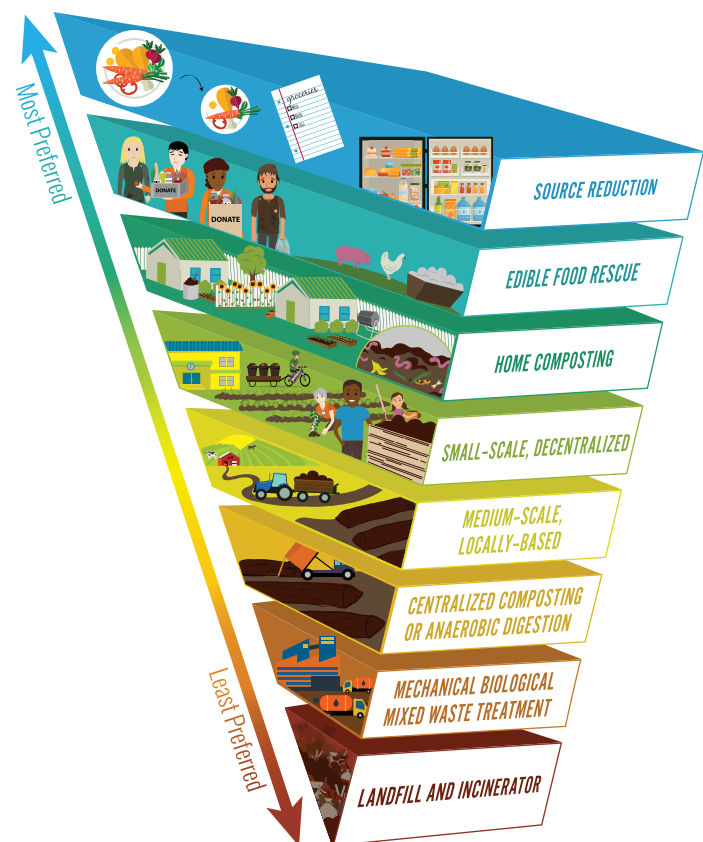 Most Preferred
groceries
SOURCE REDUCTION
DONATE
DONATE
EDIBLE FOOD RESCUE
HOME COMPOSTING
SMALL-SCALE, DECENTRALIZED
MEDIUM-SCALE,
LOCALLY-BASED
CENTRALIZED COMPOSTING
OR ANAEROBIC DIGESTION
MECHANICAL BIOLOGICAL
MIXED WASTE TREATMENT
Least Preferred
LANDFILL AND INCINERATOR